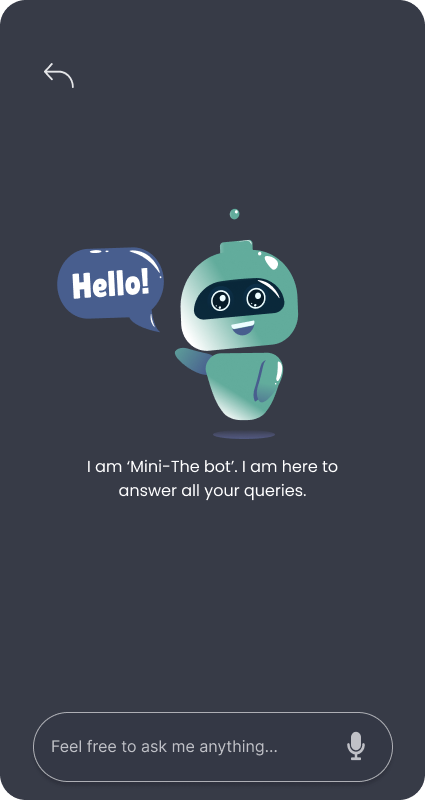 Hello!
I am ‘Mini-The bot’. I am here to
answer all your queries.
Feel free to ask me anything...